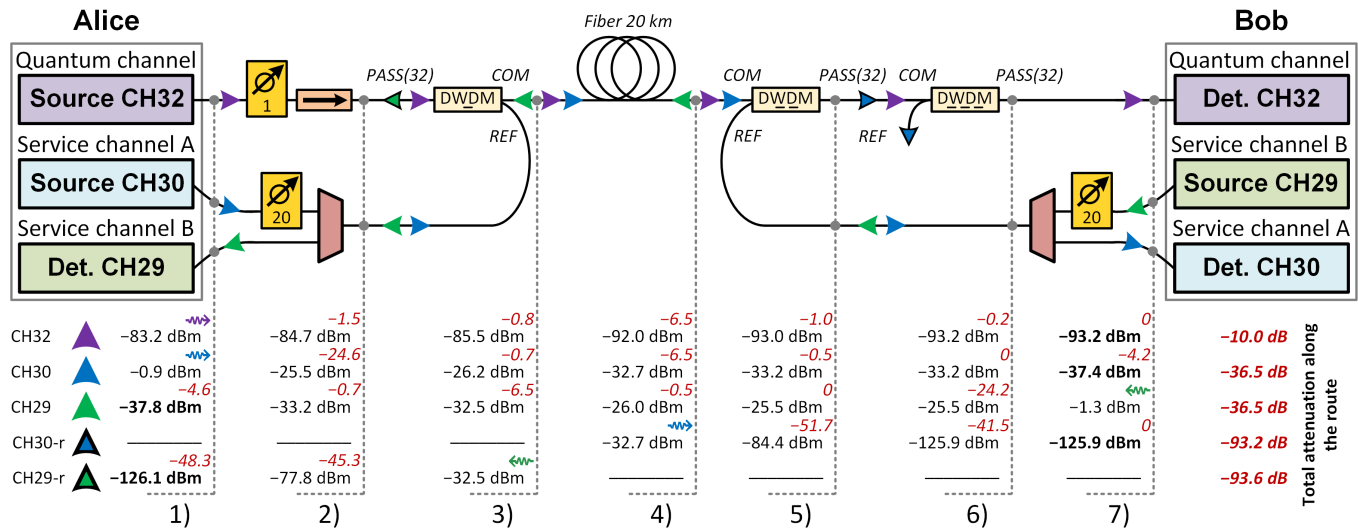 Alice
Fiber 20 km
Bob
Quantum channel
Source CH32
1
PASS(32)
COM
DWDM
REF
COM
PASS(32)
COM
PASS(32)
DWDM
DWDM
REF
REF
Quantum channel
Det. CH32
Service channel A
Source CH30
20
Service channel B
Det. CH29
Service channel B
Source CH29
20
Service channel A
Det. CH30
−1.5 −0.8 −6.5 −1.0 −0.2 0
CH32 −83.2 dBm −84.7 dBm −85.5 dBm −92.0 dBm −93.0 dBm −93.2 dBm −93.2 dBm −10.0 dB
−24.6 −0.7 −6.5 −0.5 0 −4.2
CH30 −0.9 dBm −25.5 dBm −26.2 dBm −32.7 dBm −33.2 dBm −33.2 dBm −37.4 dBm −36.5 dB
−4.6 −0.7 −6.5 −0.5 0 −24.2
CH29 −37.8 dBm −33.2 dBm −32.5 dBm −26.0 dBm −25.5 dBm −25.5 dBm −1.3 dBm −36.5 dB
−51.7 −41.5 0
CH30-r −32.7 dBm −84.4 dBm −125.9 dBm −125.9 dBm −93.2 dB
−48.3 −45.3
CH29-r −126.1 dBm −77.8 dBm −32.5 dBm −93.6 dB
Total attenuation along
the route
1) 2) 3) 4) 5) 6) 7)